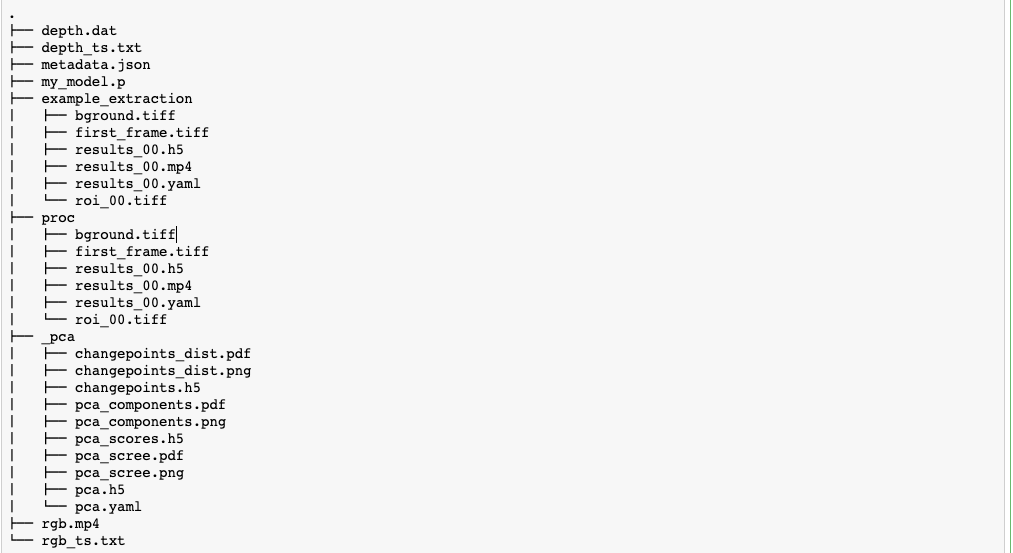 .
├── depth.dat
├── depth_ts.txt
├── metadata.json
├── my_model.p
├── example_extraction
│   ├── bground.tiff
│   ├── first_frame.tiff
│   ├── results_00.h5
│   ├── results_00.mp4
│   ├── results_00.yaml
│   └── roi_00.tiff
├── proc
│   ├── bground.tiff
│   ├── first_frame.tiff
│   ├── results_00.h5
│   ├── results_00.mp4
│   ├── results_00.yaml
│   └── roi_00.tiff
├── _pca
│   ├── changepoints_dist.pdf
│   ├── changepoints_dist.png
│   ├── changepoints.h5
│   ├── pca_components.pdf
│   ├── pca_components.png
│   ├── pca_scores.h5
│   ├── pca_scree.pdf
│   ├── pca_scree.png
│   ├── pca.h5
│   └── pca.yaml
├── rgb.mp4
└── rgb_ts.txt